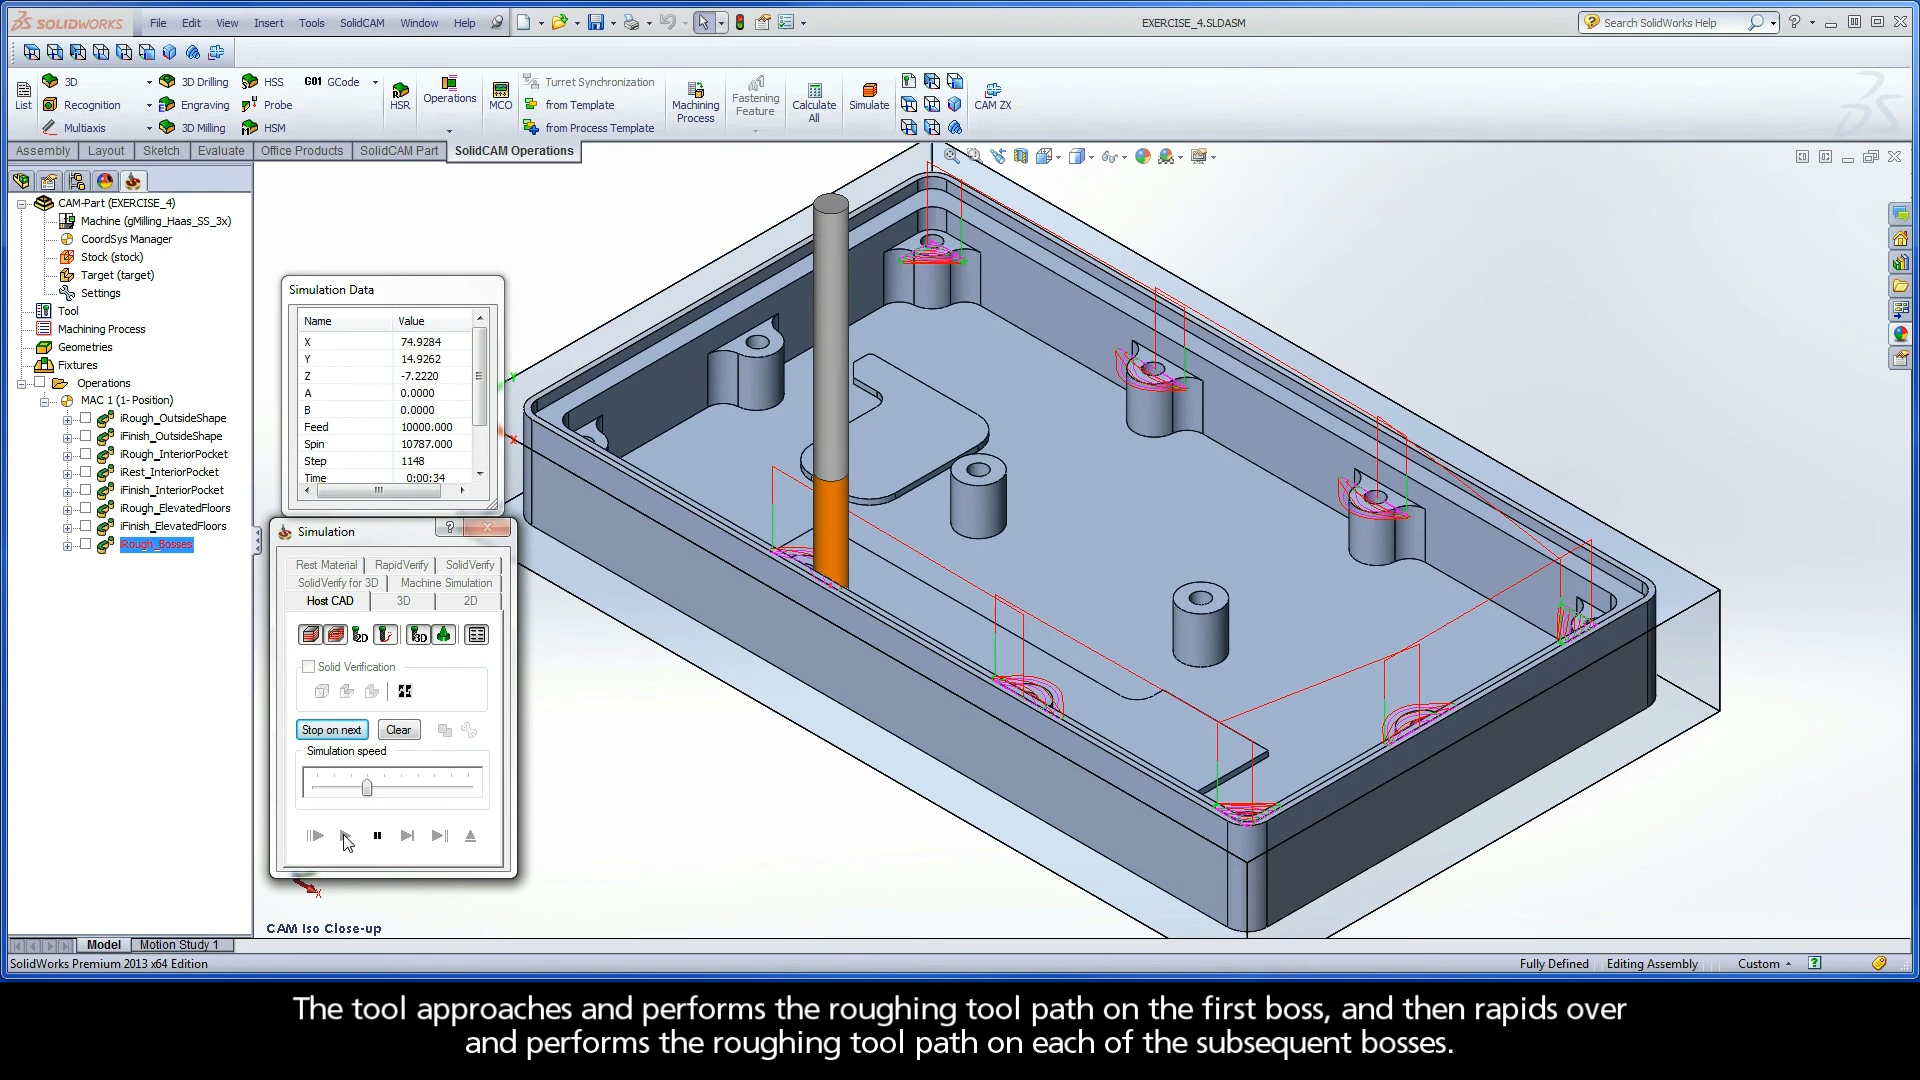 SOLIDWORKS File Edit View Insert Tools SolidCAM Window Help EXERCISE_4.SLDASM Search SolidWorks Help
List 3D 3D Drilling HSS G01 GCode HSR Operations MCO Turret Synchronization Machining Process Fastening Feature Calculate All Simulate CAM ZX
Recognition Engraving Probe from Template
Multiaxis 3D Milling HSM from Process Template
Assembly Layout Sketch Evaluate Office Products SolidCAM Part SolidCAM Operations
CAM-Part (EXERCISE_4)
Machine (gMilling_Haas_SS_3x)
CoordSys Manager
Stock (stock)
Target (target)
Settings
Tool
Machining Process
Geometries
Fixtures
Operations
MAC 1 (1- Position)
iRough_OutsideShape
iFinish_OutsideShape
iRough_InteriorPocket
iRest_InteriorPocket
iFinish_InteriorPocket
iRough_ElevatedFloors
iFinish_ElevatedFloors
iRough_Bosses
Simulation Data
Name Value
X 74.9284
Y 14.9262
Z -7.2220
A 0.0000
B 0.0000
Feed 10000.000
Spin 10787.000
Step 1148
Time 0:00:34
Simulation
Rest Material RapidVerify SolidVerify
SolidVerify for 3D Machine Simulation
Host CAD 3D 2D
2D 3D
Solid Verification
Stop on next Clear
Simulation speed
X
CAM Iso Close-up
Model Motion Study 1
SolidWorks Premium 2013 x64 Edition Fully Defined Editing Assembly Custom
The tool approaches and performs the roughing tool path on the first boss, and then rapids over
and performs the roughing tool path on each of the subsequent bosses.